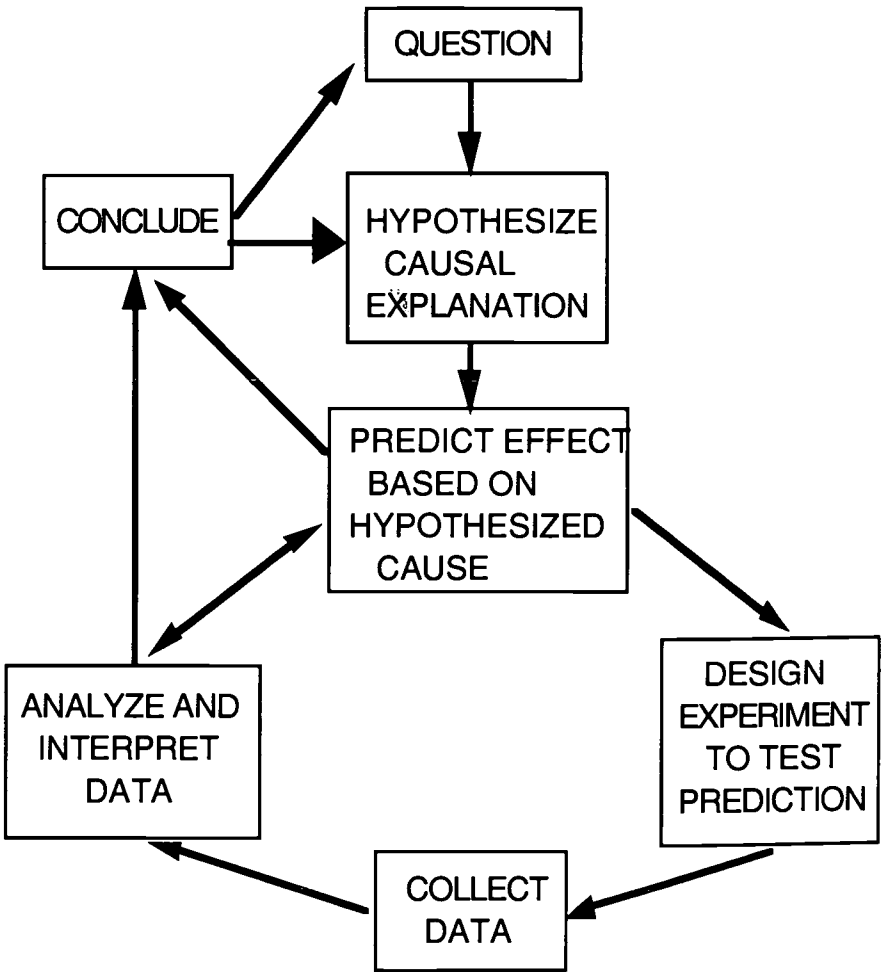 QUESTION
CONCLUDE
HYPOTHESIZE
CAUSAL
EXPLANATION
PREDICT EFFECT
BASED ON
HYPOTHESIZED
CAUSE
DESIGN
EXPERIMENT
TO TEST
PREDICTION
ANALYZE AND
INTERPRET
DATA
COLLECT
DATA